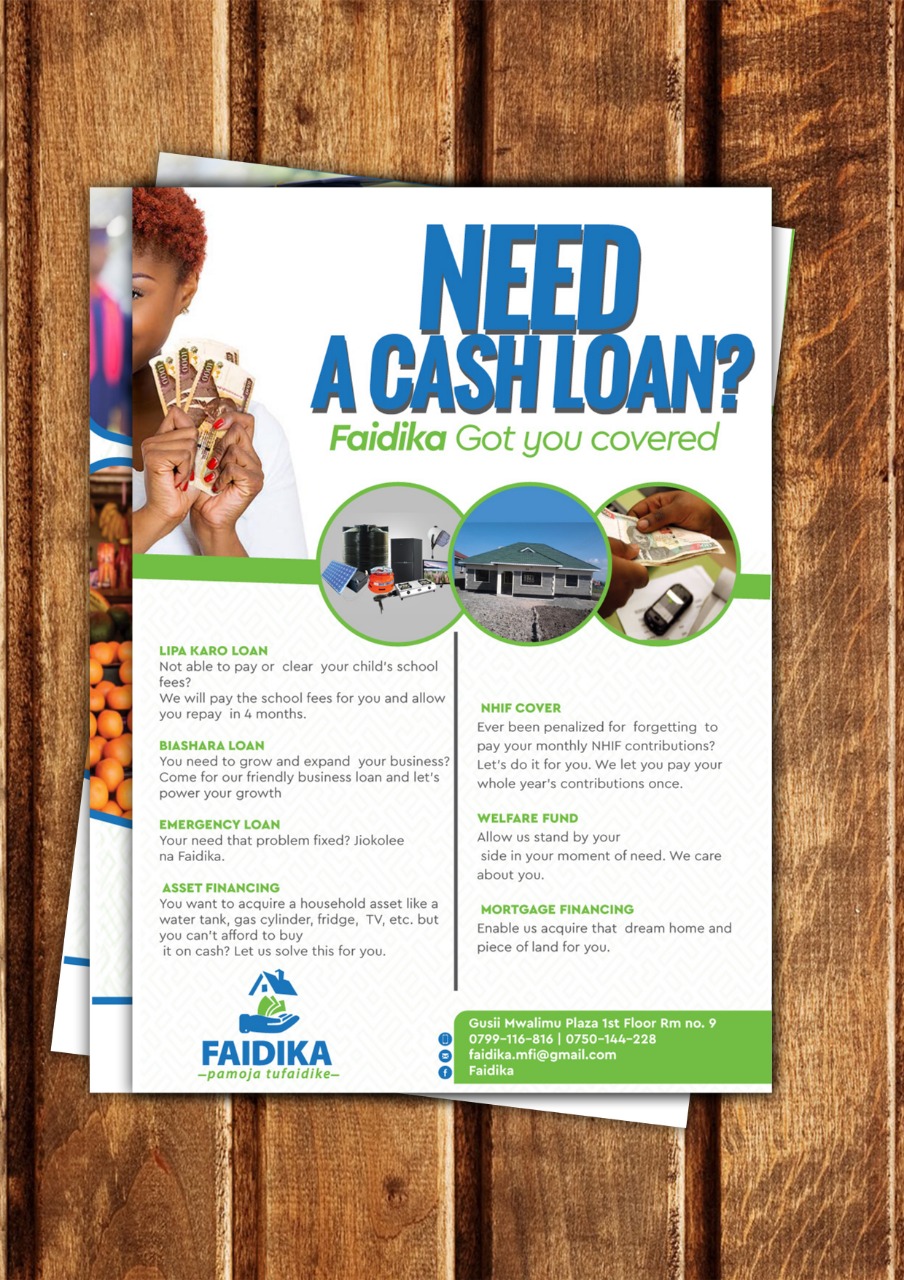 NEED
A CASH LOAN?
Faidika Got you covered
1000
1000
1000
LIPA KARO LOAN
Not able to pay or clear your child's school
fees?
We will pay the school fees for you and allow
you repay in 4 months.
BIASHARA LOAN
You need to grow and expand your business?
Come for our friendly business loan and let's
power your growth
EMERGENCY LOAN
Your need that problem fixed? Jiokolee
na Faidika.
ASSET FINANCING
You want to acquire a household asset like a
water tank, gas cylinder, fridge, TV, etc. but
you can't afford to buy
it on cash? Let us solve this for you.
FAIDIKA
–pamoja tufaidike–
NHIF COVER
Ever been penalized for forgetting to
pay your monthly NHIF contributions?
Let's do it for you. We let you pay your
whole year's contributions once.
WELFARE FUND
Allow us stand by your
side in your moment of need. We care
about you.
MORTGAGE FINANCING
Enable us acquire that dream home and
piece of land for you.
Gusii Mwalimu Plaza 1st Floor Rm no. 9
0799-116-816 | 0750-144-228
faidika.mfi@gmail.com
Faidika